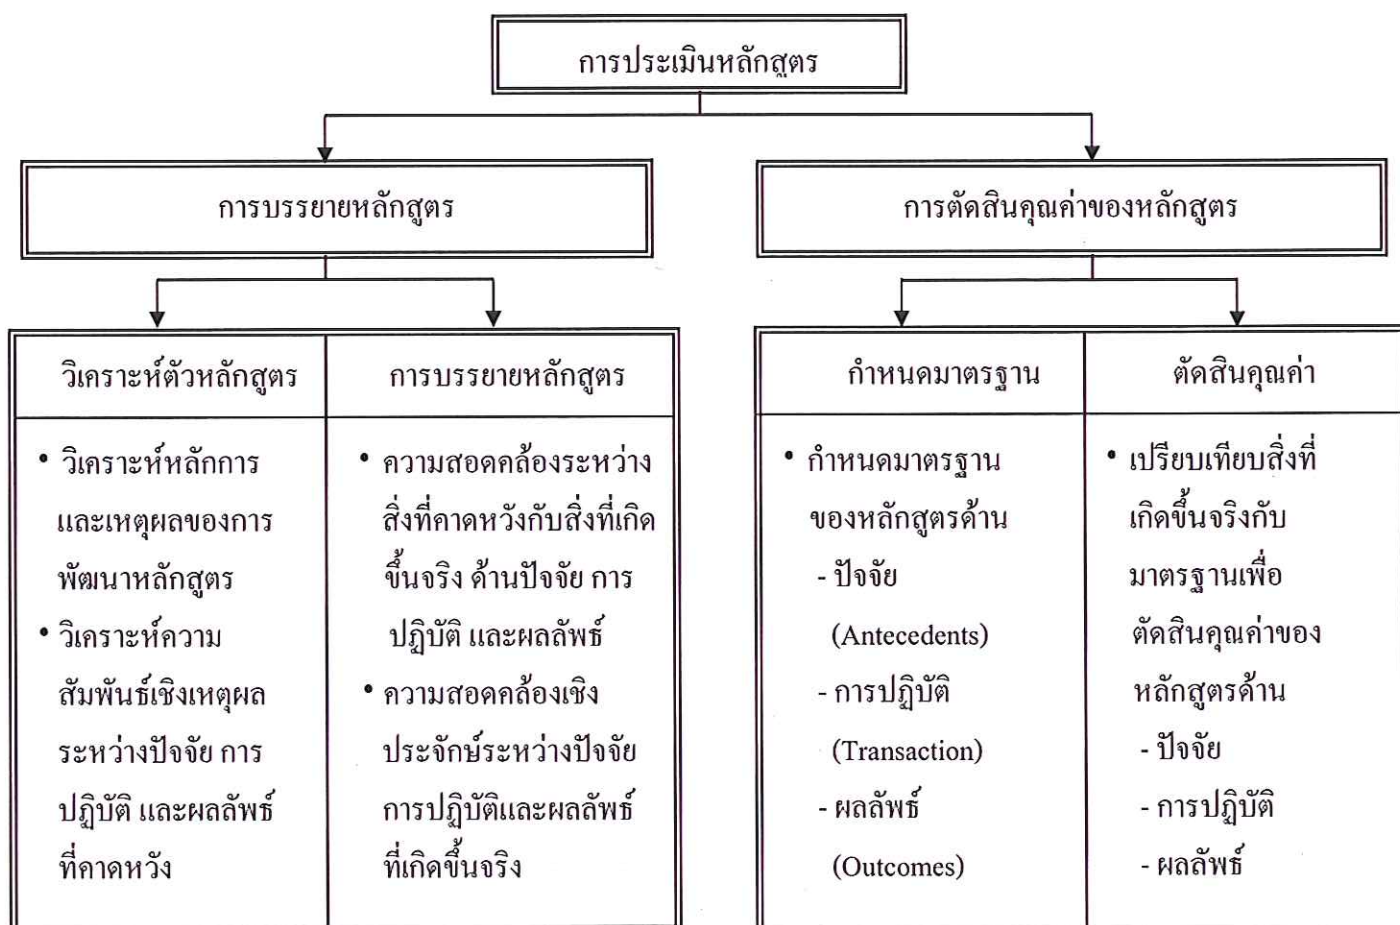 การประเมินหลักสูตร
การบรรยายหลักสูตร
การตัดสินคุณค่าของหลักสูตร
วิเคราะห์ตัวหลักสูตร
การบรรยายหลักสูตร
กำหนดมาตรฐาน
ตัดสินคุณค่า
• วิเคราะห์หลักการ
และเหตุผลของการ
พัฒนาหลักสูตร
• วิเคราะห์ความ
สัมพันธ์เชิงเหตุผล
ระหว่างปัจจัย การ
ปฏิบัติ และผลลัพธ์
ที่คาดหวัง
• ความสอดคล้องระหว่าง
สิ่งที่คาดหวังกับสิ่งที่เกิด
ขึ้นจริง ด้านปัจจัย การ
ปฏิบัติ และผลลัพธ์
• ความสอดคล้องเชิง
ประจักษ์ระหว่างปัจจัย
การปฏิบัติและผลลัพธ์
ที่เกิดขึ้นจริง
• กำหนดมาตรฐาน
ของหลักสูตรด้าน
- ปัจจัย
(Antecedents)
- การปฏิบัติ
(Transaction)
- ผลลัพธ์
(Outcomes)
• เปรียบเทียบสิ่งที่
เกิดขึ้นจริงกับ
มาตรฐานเพื่อ
ตัดสินคุณค่าของ
หลักสูตรด้าน
- ปัจจัย
- การปฏิบัติ
- ผลลัพธ์